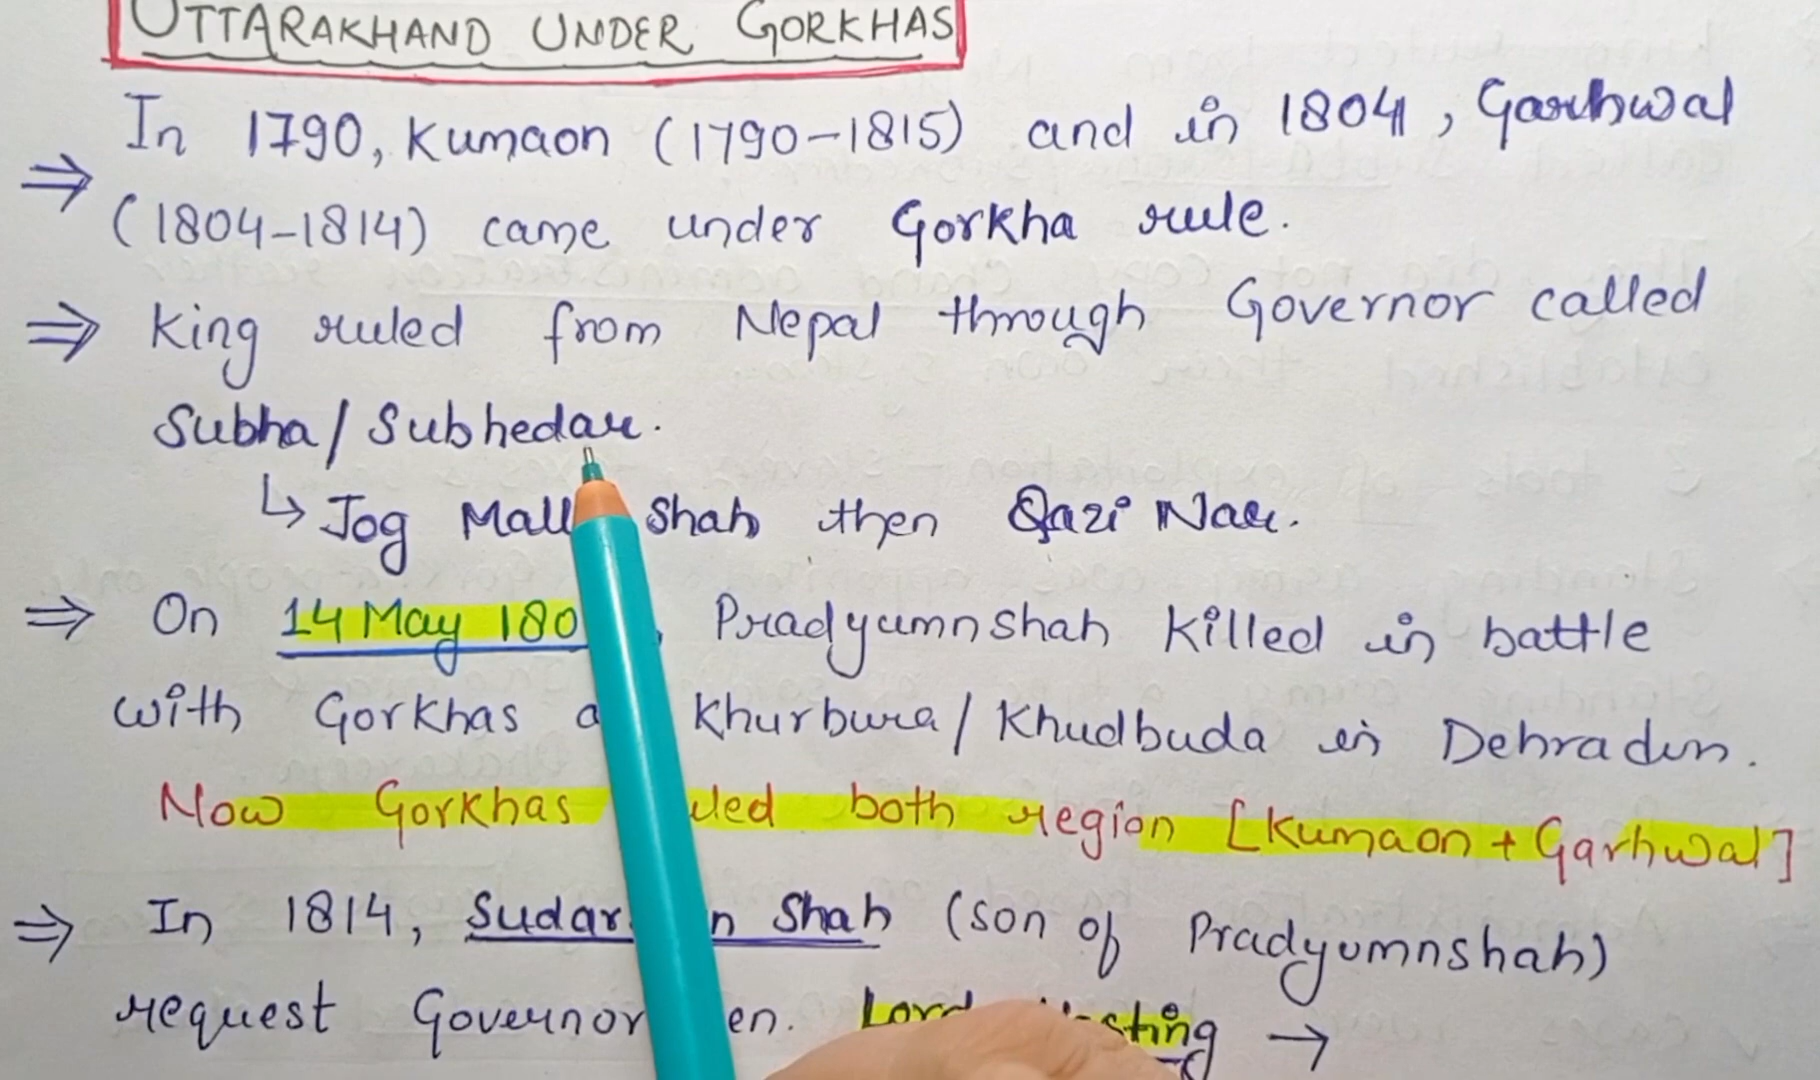 UTTARAKHAND UNDER GORKHAS
⇒ In 1790, Kumaon (1790-1815) and in 1804, Garhwal
(1804-1814) came under Gorkha rule.
⇒ King ruled from Nepal through Governor called
Subha/Subhedar.
↳ Jog Mall Shah then Qazi Nar.
⇒ On 14 May 180 , Pradyumnshah killed in battle
with Gorkhas a Khurbura/Khudbuda in Dehradun.
Now Gorkhas uled both region [Kumaon + Garhwal]
⇒ In 1814, Sudar n Shah (son of Pradyumnshah)
request Governor en. Lord sting →